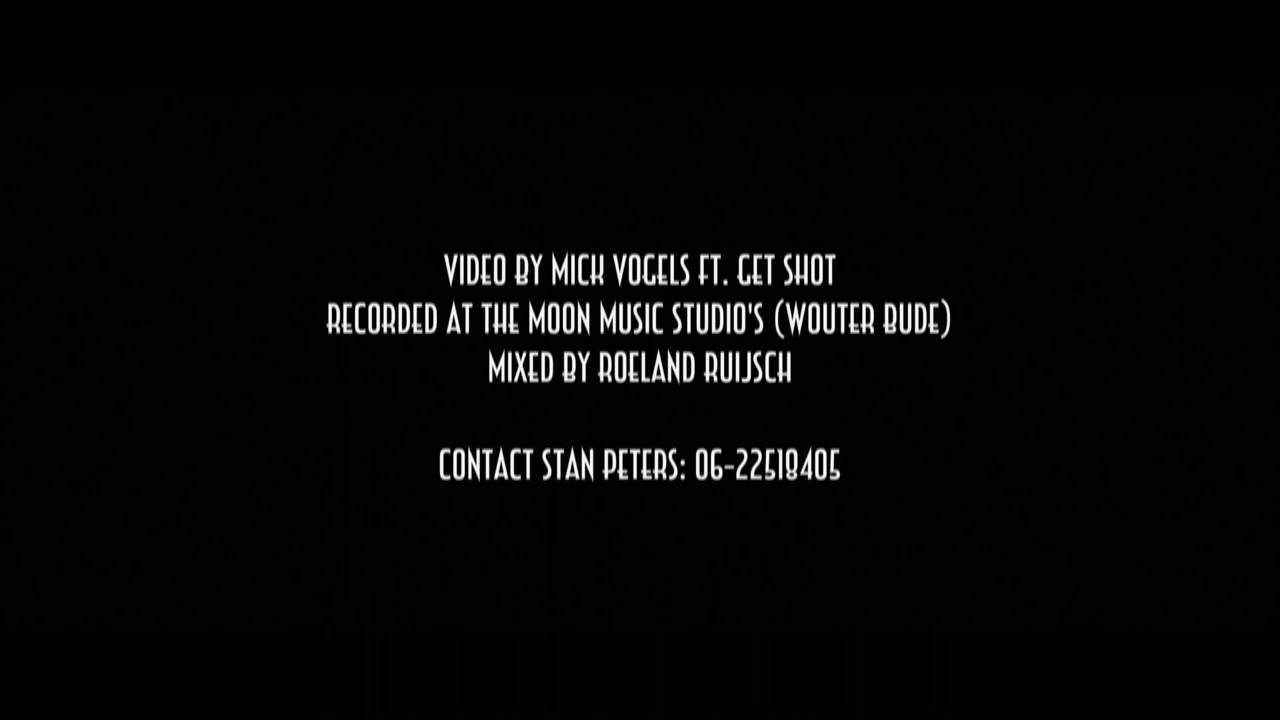 VIDEO BY MICK VOGELS FT. GET SHOT
RECORDED AT THE MOON MUSIC STUDIO'S (WOUTER BUDE)
MIXED BY ROELAND RUIJSCH
CONTACT STAN PETERS: 06-22518405